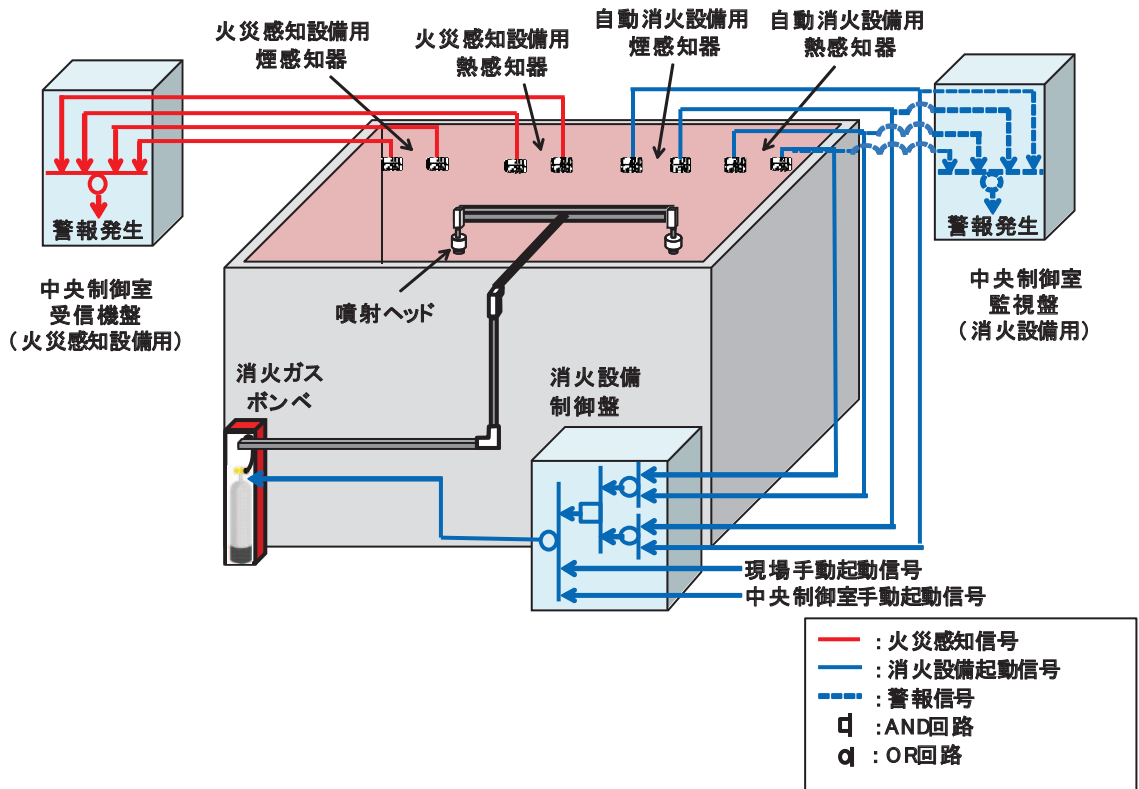 火災感知設備用
煙感知器
火災感知設備用
熱感知器
自動消火設備用
煙感知器
自動消火設備用
熱感知器
警報発生
警報発生
中央制御室
受信機盤
（火災感知設備用）
中央制御室
監視盤
（消火設備用）
噴射ヘッド
消火ガス
ボンベ
消火設備
制御盤
現場手動起動信号
中央制御室手動起動信号
：火災感知信号
：消火設備起動信号
：警報信号
：AND回路
：OR回路